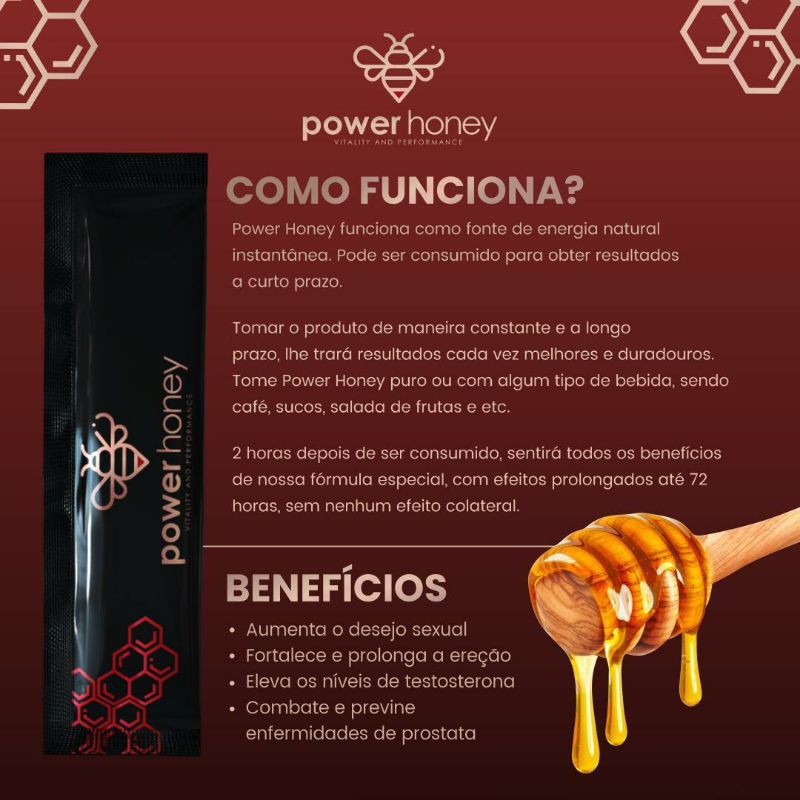 power honey
VITALITY AND PERFORMANCE
COMO FUNCIONA?
Power Honey funciona como fonte de energia natural
instantânea. Pode ser consumido para obter resultados
a curto prazo.
Tomar o produto de maneira constante e a longo
prazo, lhe trará resultados cada vez melhores e duradouros.
Tome Power Honey puro ou com algum tipo de bebida, sendo
café, sucos, salada de frutas e etc.
2 horas depois de ser consumido, sentirá todos os benefícios
de nossa fórmula especial, com efeitos prolongados até 72
horas, sem nenhum efeito colateral.
power honey
VITALITY AND PERFORMANCE
BENEFÍCIOS
• Aumenta o desejo sexual
• Fortalece e prolonga a ereção
• Eleva os níveis de testosterona
• Combate e previne
enfermidades de prostata